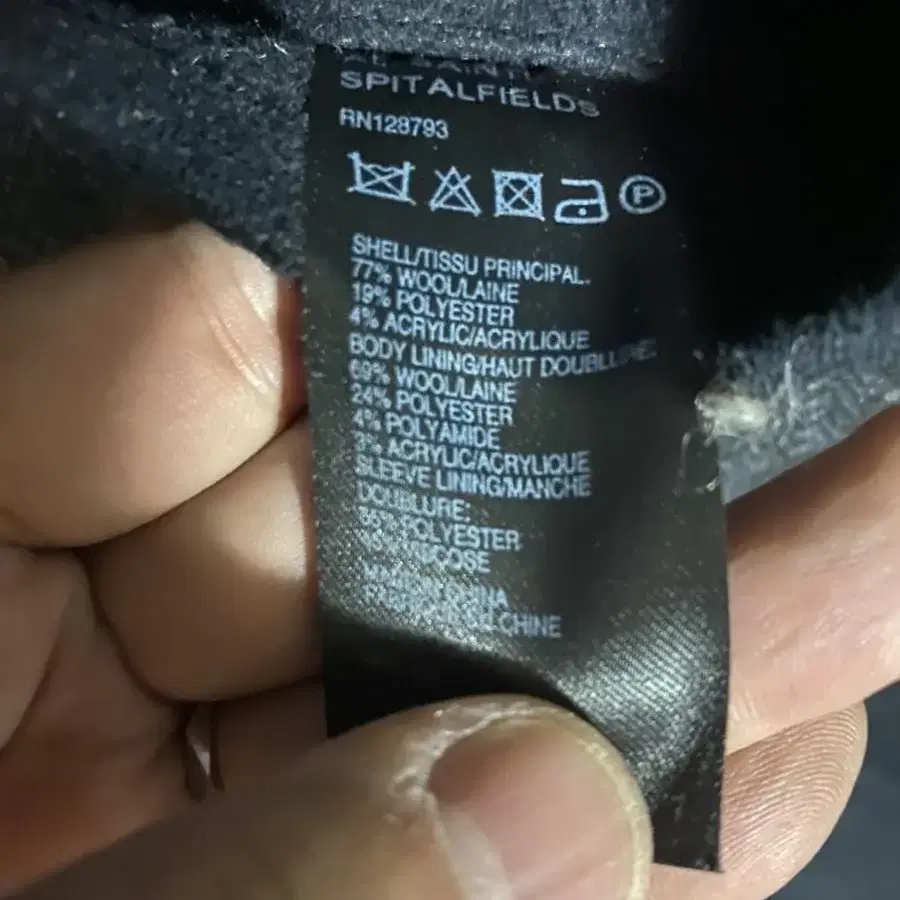 SPITALFIELDS
RN128793
P
SHELL/TISSU PRINCIPAL.
77% WOOL/LAINE
19% POLYESTER
4% ACRYLIC/ACRYLIQUE
BODY LINING/HAUT DOUBLURE:
69% WOOL/LAINE
24% POLYESTER
4% POLYAMIDE
3% ACRYLIC/ACRYLIQUE
SLEEVE LINING/MANCHE
DOUBLURE:
POLYESTER
CHINE